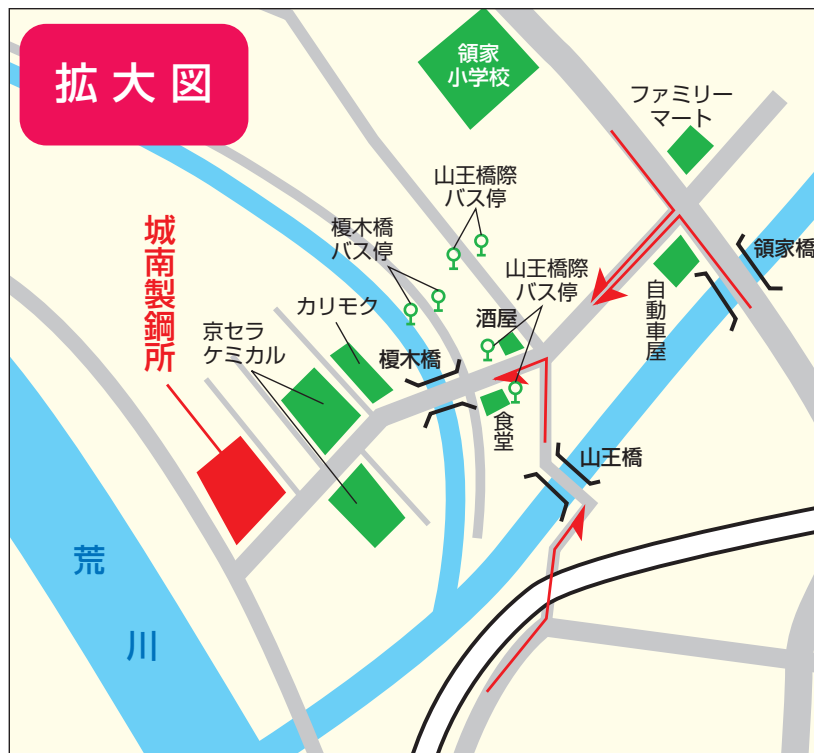 拡大図
領家
小学校
ファミリー
マート
山王橋際
バス停
榎木橋
バス停
山王橋際
バス停
領家橋
城南製鋼所
自動車屋
カリモク
酒屋
京セラ
ケミカル
榎木橋
食堂
山王橋
荒川